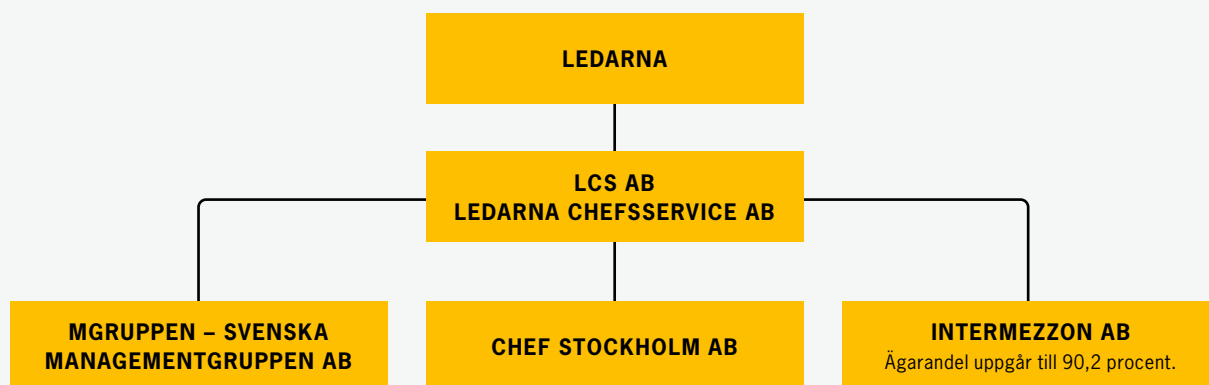 LEDARNA
LCS AB
LEDARNA CHEFSSERVICE AB
MGRUPPEN – SVENSKA
MANAGEMENTGRUPPEN AB
CHEF STOCKHOLM AB
INTERMEZZON AB
Ägarandel uppgår till 90,2 procent.